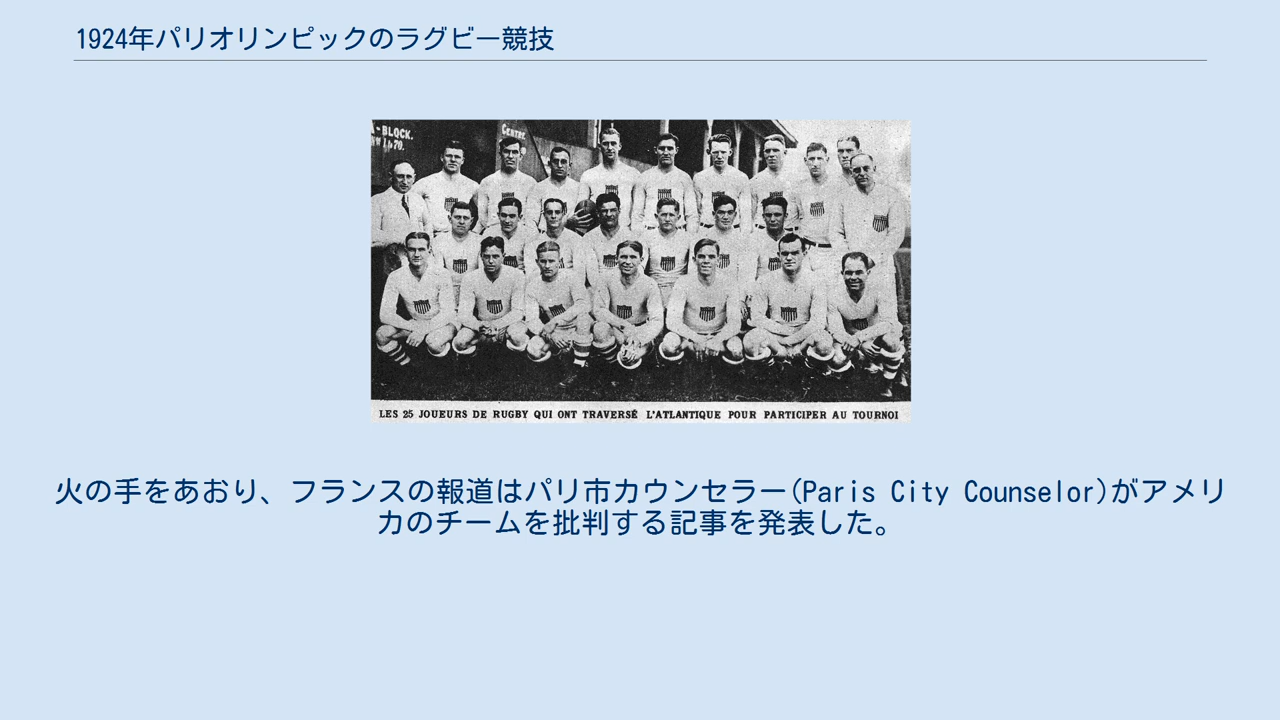 1924年パリオリンピックのラグビー競技
A-BLOCK.
CENTRE.
LES 25 JOUEURS DE RUGBY QUI ONT TRAVERSÉ L'ATLANTIQUE POUR PARTICIPER AU TOURNOI
火の手をあおり、フランスの報道はパリ市カウンセラー(Paris City Counselor)がアメリ
カのチームを批判する記事を発表した。